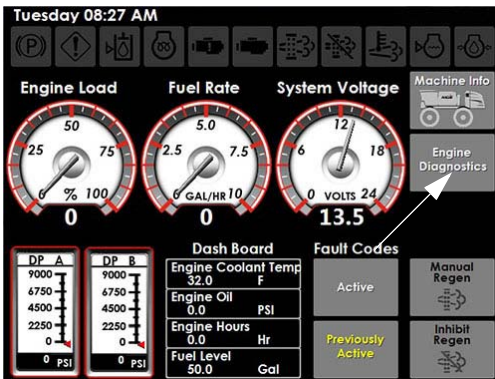 Tuesday 08:27 AM
(P)
Engine Load
Fuel Rate
System Voltage
Machine Info
50
25
75
0
%
100
0
5.0
2.5
7.5
0
GAL/HR
10
0
12
6
18
0
VOLTS
24
13.5
Engine
Diagnostics
DP A
9000
6750
4500
2250
0
0 PSI
DP B
9000
6750
4500
2250
0
0 PSI
Dash Board
Engine Coolant Temp
32.0 F
Engine Oil
0.0 PSI
Engine Hours
0.0 Hr
Fuel Level
50.0 Gal
Fault Codes
Active
Previously
Active
Manual
Regen
Inhibit
Regen